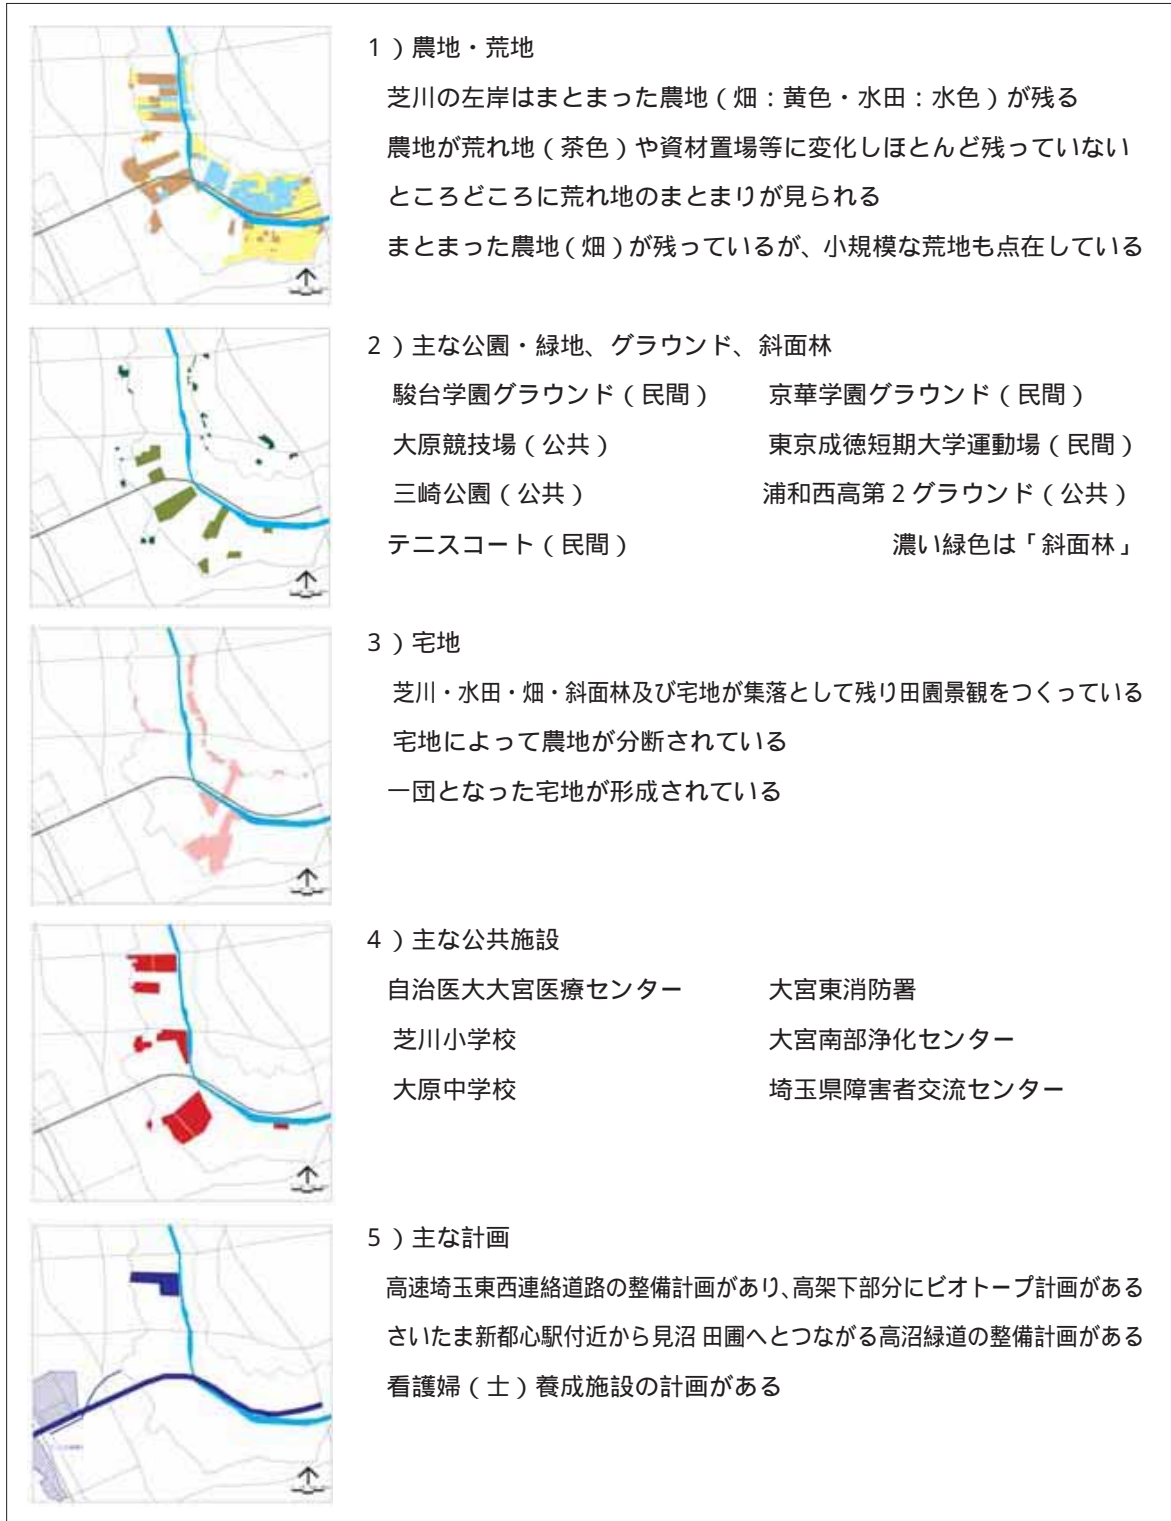 1）農地・荒地
芝川の左岸はまとまった農地（畑：黄色・水田：水色）が残る
農地が荒れ地（茶色）や資材置場等に変化しほとんど残っていない
ところどころに荒れ地のまとまりが見られる
まとまった農地（畑）が残っているが、小規模な荒地も点在している
2）主な公園・緑地、グラウンド、斜面林
駿台学園グラウンド（民間） 京華学園グラウンド（民間）
大原競技場（公共） 東京成徳短期大学運動場（民間）
三崎公園（公共） 浦和西高第2グラウンド（公共）
テニスコート（民間） 濃い緑色は「斜面林」
3）宅地
芝川・水田・畑・斜面林及び宅地が集落として残り田園景観をつくっている
宅地によって農地が分断されている
一団となった宅地が形成されている
4）主な公共施設
自治医大大宮医療センター 大宮東消防署
芝川小学校 大宮南部浄化センター
大原中学校 埼玉県障害者交流センター
5）主な計画
高速埼玉東西連絡道路の整備計画があり、高架下部分にビオトープ計画がある
さいたま新都心駅付近から見沼 田圃へとつながる高沼緑道の整備計画がある
看護婦（士）養成施設の計画がある